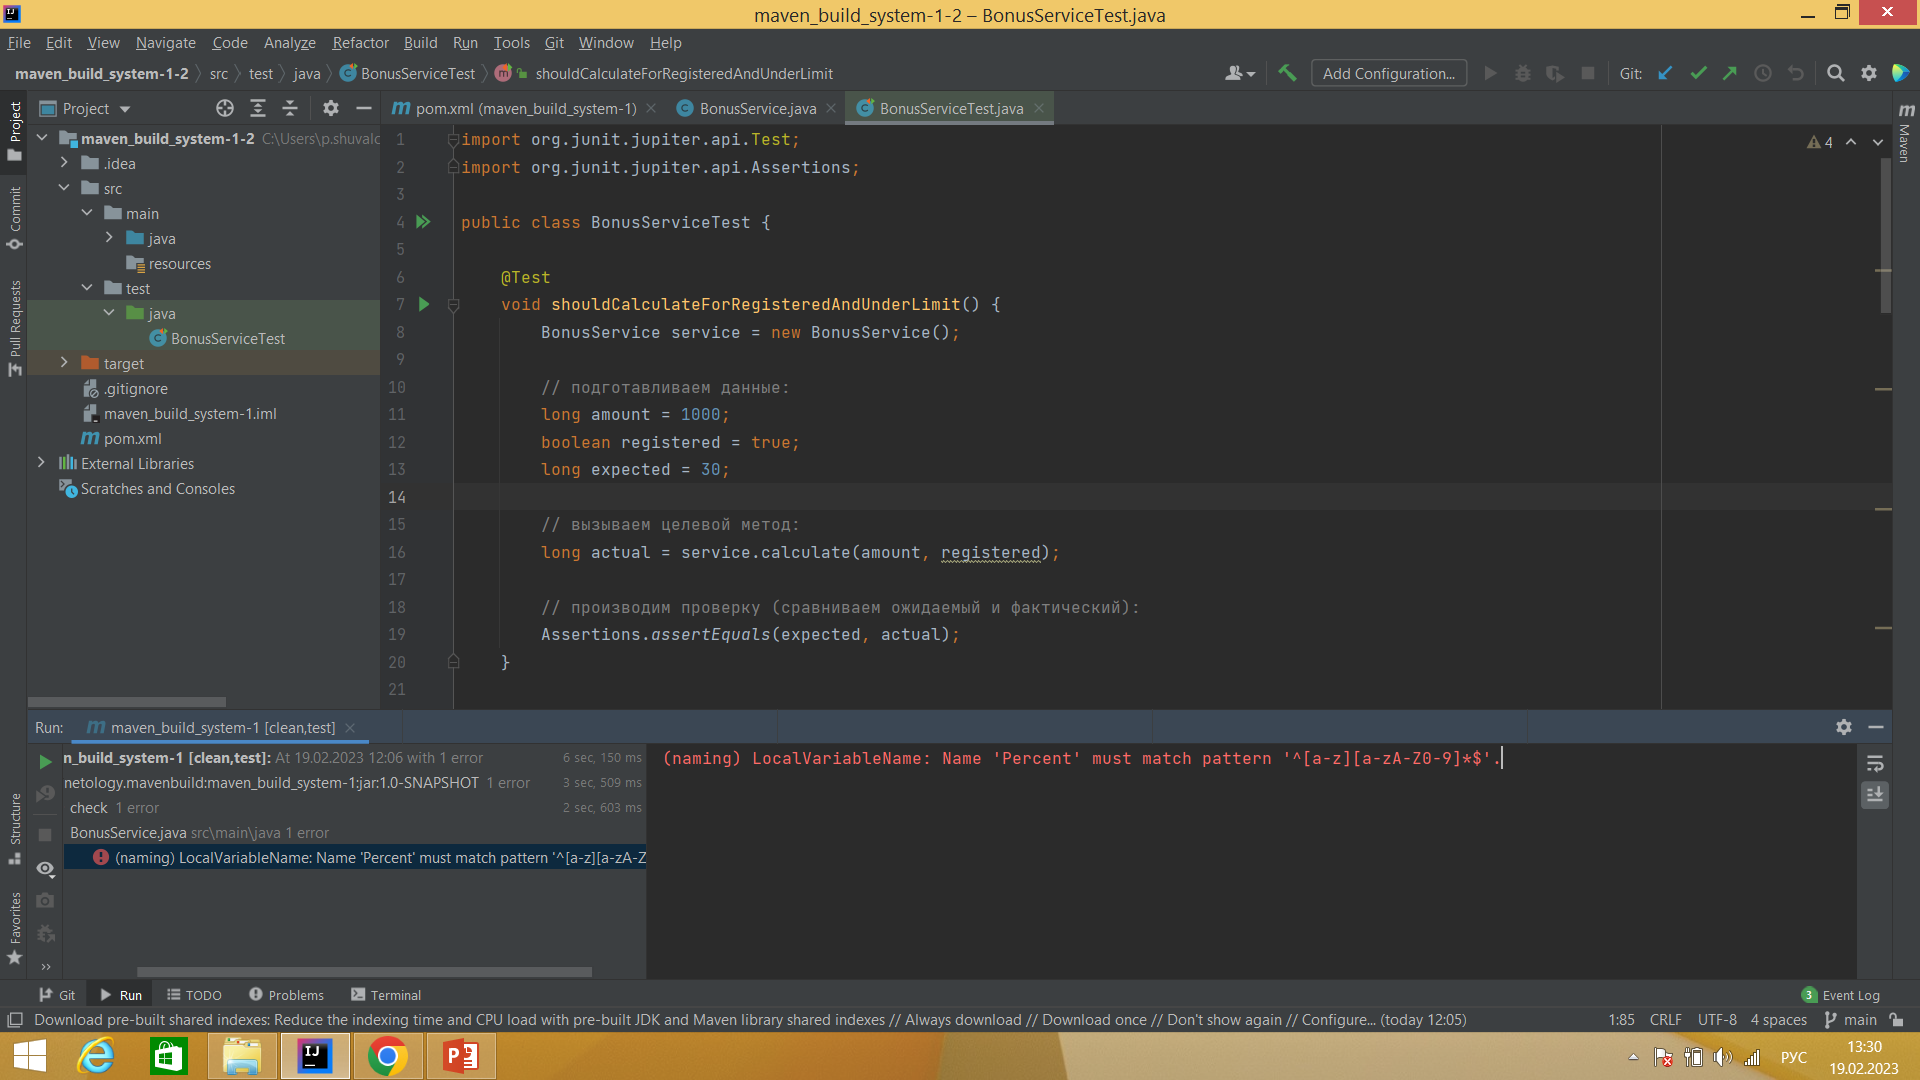 maven_build_system-1-2 – BonusServiceTest.java
File Edit View Navigate Code Analyze Refactor Build Run Tools Git Window Help
maven_build_system-1-2 src test java BonusServiceTest shouldCalculateForRegisteredAndUnderLimit Add Configuration... Git:
Project
pom.xml (maven_build_system-1) BonusService.java BonusServiceTest.java
maven_build_system-1-2 C:\Users\p.shuvalo
.idea
src
main
java
resources
test
java
BonusServiceTest
target
.gitignore
maven_build_system-1.iml
pom.xml
External Libraries
Scratches and Consoles
Project
Commit
Pull Requests
Structure
Favorites
Maven
4
1 import org.junit.jupiter.api.Test;
2 import org.junit.jupiter.api.Assertions;
3
4 public class BonusServiceTest {
5
6 @Test
7 void shouldCalculateForRegisteredAndUnderLimit() {
8 BonusService service = new BonusService();
9
10 // подготавливаем данные:
11 long amount = 1000;
12 boolean registered = true;
13 long expected = 30;
14
15 // вызываем целевой метод:
16 long actual = service.calculate(amount, registered);
17
18 // производим проверку (сравниваем ожидаемый и фактический):
19 Assertions.assertEquals(expected, actual);
20 }
21
Run: maven_build_system-1 [clean,test]
n_build_system-1 [clean,test]: At 19.02.2023 12:06 with 1 error 6 sec, 150 ms
netology.mavenbuild:maven_build_system-1:jar:1.0-SNAPSHOT 1 error 3 sec, 509 ms
check 1 error 2 sec, 603 ms
BonusService.java src\main\java 1 error
(naming) LocalVariableName: Name 'Percent' must match pattern '^[a-z][a-zA-Z
(naming) LocalVariableName: Name 'Percent' must match pattern '^[a-z][a-zA-Z0-9]*$'.
Git Run TODO Problems Terminal 3 Event Log
Download pre-built shared indexes: Reduce the indexing time and CPU load with pre-built JDK and Maven library shared indexes // Always download // Download once // Don't show again // Configure... (today 12:05) 1:85 CRLF UTF-8 4 spaces main
РУС
13:30
19.02.2023